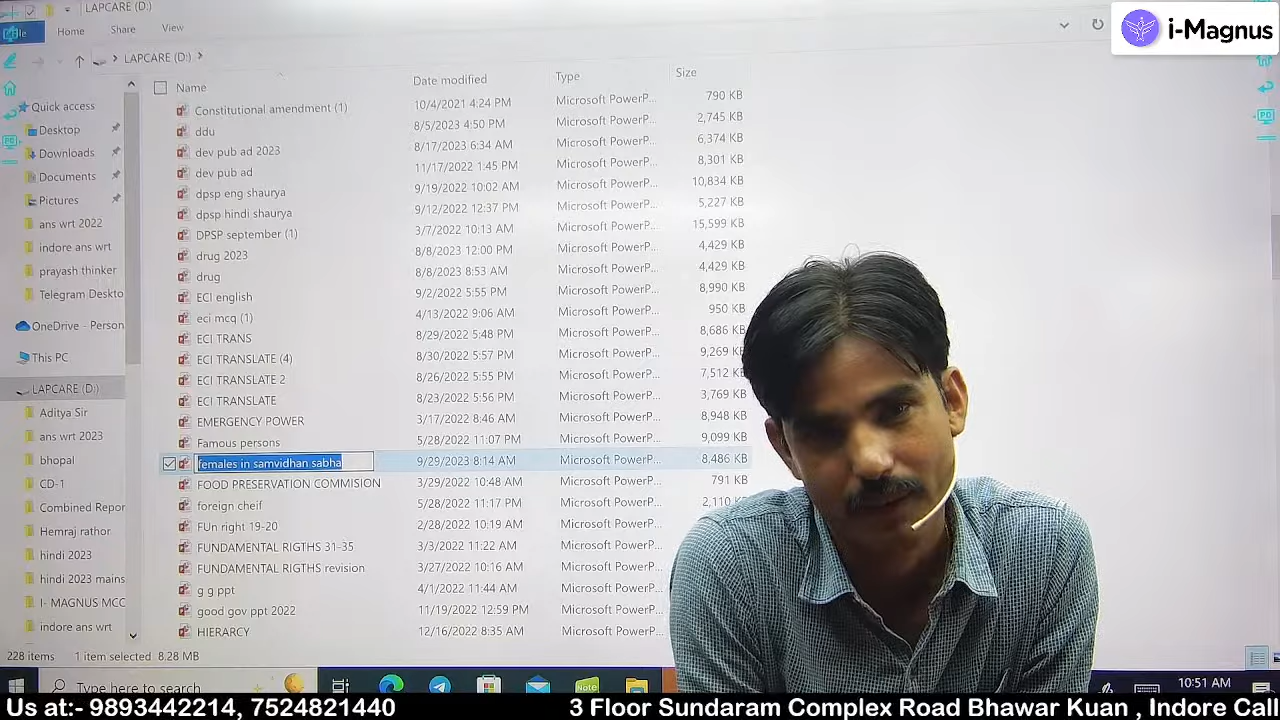 LAPCARE (D:)
File
Home
Share
View
i-Magnus
LAPCARE (D:)
Name
Date modified
Type
Size
Quick access
Desktop
Downloads
Documents
Pictures
ans wrt 2022
indore ans wrt
prayash thinker
Telegram Deskto
OneDrive - Person
This PC
LAPCARE (D:)
Aditya Sir
ans wrt 2023
bhopal
CD-1
Combined Repor
Hemraj rathor
hindi 2023
hindi 2023 mains
I- MAGNUS MCC
indore ans wrt
Constitutional amendment (1) 10/4/2021 4:24 PM Microsoft PowerP... 790 KB
ddu 8/5/2023 4:50 PM Microsoft PowerP... 2,745 KB
dev pub ad 2023 8/17/2023 6:34 AM Microsoft PowerP... 6,374 KB
dev pub ad 11/17/2022 1:45 PM Microsoft PowerP... 8,301 KB
dpsp eng shaurya 9/19/2022 10:02 AM Microsoft PowerP... 10,834 KB
dpsp hindi shaurya 9/12/2022 12:37 PM Microsoft PowerP... 5,227 KB
DPSP september (1) 3/7/2022 10:13 AM Microsoft PowerP... 15,599 KB
drug 2023 8/8/2023 12:00 PM Microsoft PowerP... 4,429 KB
drug 8/8/2023 8:53 AM Microsoft PowerP... 4,429 KB
ECI english 9/2/2022 5:55 PM Microsoft PowerP... 8,990 KB
eci mcq (1) 4/13/2022 9:06 AM Microsoft PowerP... 950 KB
ECI TRANS 8/29/2022 5:48 PM Microsoft PowerP... 8,686 KB
ECI TRANSLATE (4) 8/30/2022 5:57 PM Microsoft PowerP... 9,269 KB
ECI TRANSLATE 2 8/26/2022 5:55 PM Microsoft PowerP... 7,512 KB
ECI TRANSLATE 8/23/2022 5:56 PM Microsoft PowerP... 3,769 KB
EMERGENCY POWER 3/17/2022 8:46 AM Microsoft PowerP... 8,948 KB
Famous persons 5/28/2022 11:07 PM Microsoft PowerP... 9,099 KB
females in samvidhan sabha 9/29/2023 8:14 AM Microsoft PowerP... 8,486 KB
FOOD PRESERVATION COMMISION 3/29/2022 10:48 AM Microsoft PowerP... 791 KB
foreign cheif 5/28/2022 11:17 PM Microsoft PowerP... 2,110
FUn right 19-20 2/28/2022 10:19 AM Microsoft PowerP...
FUNDAMENTAL RIGTHS 31-35 3/3/2022 11:22 AM Microsoft PowerP...
FUNDAMENTAL RIGTHS revision 3/27/2022 10:16 AM Microsoft PowerP...
g g ppt 4/1/2022 11:44 AM Microsoft PowerP...
good gov ppt 2022 11/19/2022 12:59 PM Microsoft PowerP...
HIERARCY 12/16/2022 8:35 AM Microsoft PowerP...
228 items 1 item selected 8.28 MB
Type here to search
Note
10:51 AM
Us at:- 9893442214, 7524821440 3 Floor Sundaram Complex Road Bhawar Kuan , Indore Call